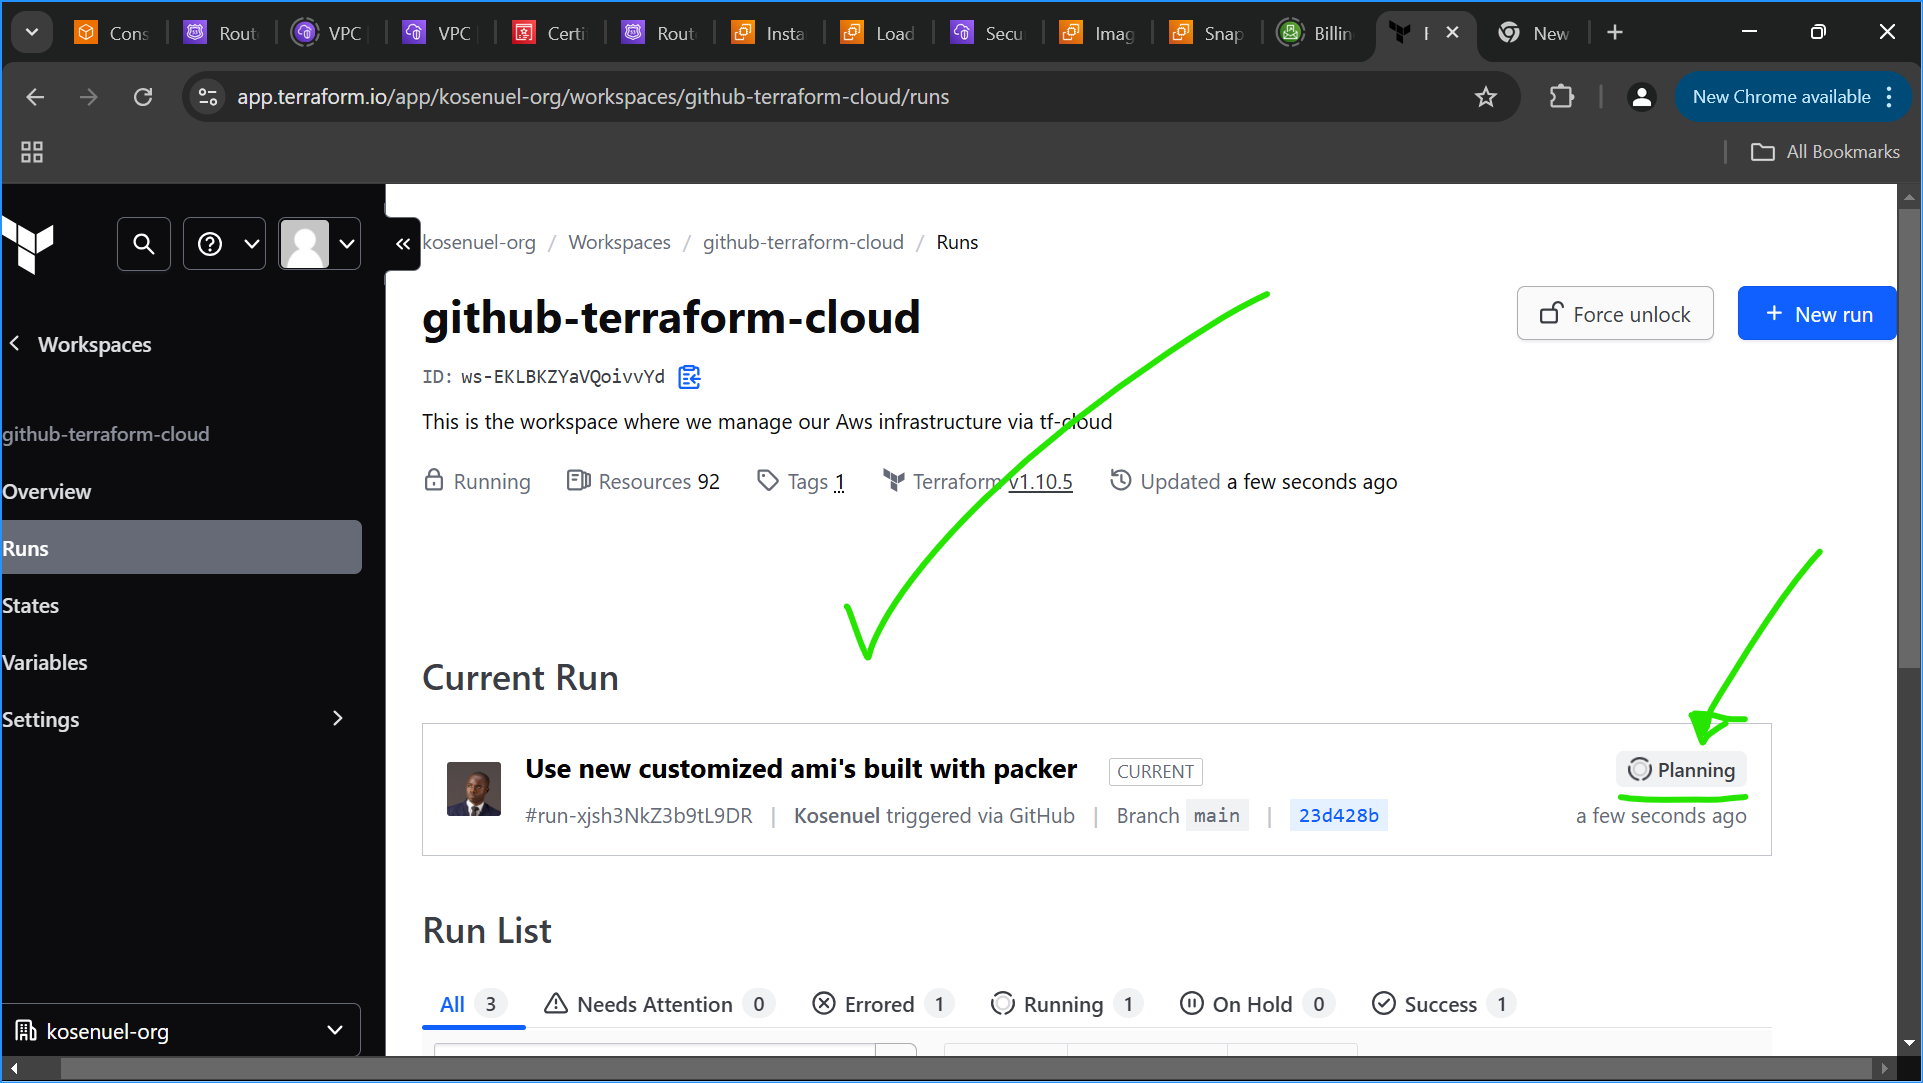 Cons
Rout
VPC
VPC
Certi
Rout
Insta
Load
Secu
Imag
Snap
Billin
New
app.terraform.io/app/kosenuel-org/workspaces/github-terraform-cloud/runs
New Chrome available
All Bookmarks
kosenuel-org / Workspaces / github-terraform-cloud / Runs
github-terraform-cloud
Force unlock
+ New run
Workspaces
ID: ws-EKLBKZYaVQoivvYd
This is the workspace where we manage our Aws infrastructure via tf-cloud
github-terraform-cloud
Running
Resources 92
Tags 1
Terraform v1.10.5
Updated a few seconds ago
Overview
Runs
States
Variables
Settings
Current Run
Use new customized ami's built with packer
CURRENT
Planning
#run-xjsh3NkZ3b9tL9DR | Kosenuel triggered via GitHub | Branch main | 23d428b
a few seconds ago
Run List
All 3
Needs Attention 0
Errored 1
Running 1
On Hold 0
Success 1
kosenuel-org